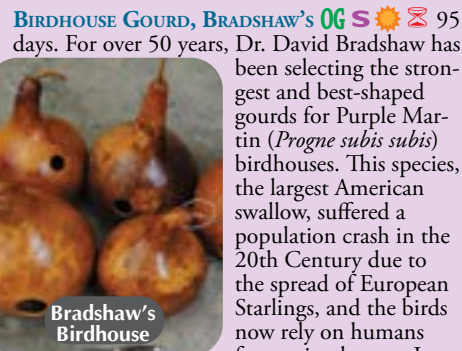 Birdhouse Gourd, Bradshaw's OG S 95
days. For over 50 years, Dr. David Bradshaw has
been selecting the stron-
gest and best-shaped
gourds for Purple Mar-
tin (Progne subis subis)
birdhouses. This species,
the largest American
swallow, suffered a
population crash in the
20th Century due to
the spread of European
Starlings, and the birds
now rely on humans
Bradshaw's
Birdhouse